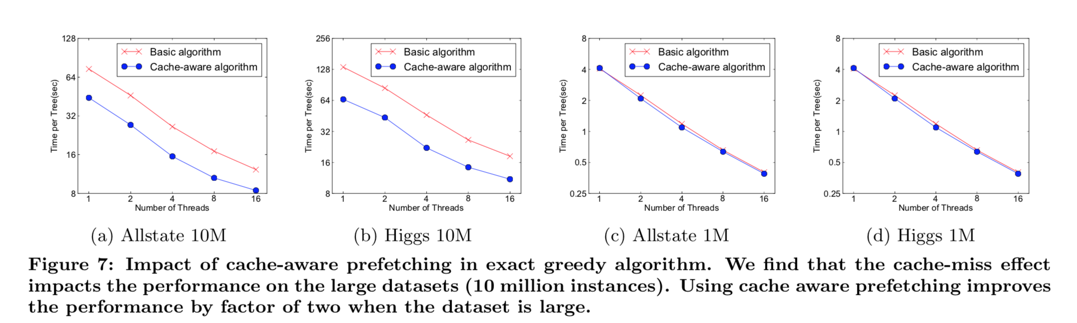 128
64
32
16
8
Time per Tree(sec)
Basic algorithm
Cache-aware algorithm
1 2 4 8 16
Number of Threads
(a) Allstate 10M
256
128
64
32
16
8
Time per Tree(sec)
Basic algorithm
Cache-aware algorithm
1 2 4 8 16
Number of Threads
(b) Higgs 10M
8
4
2
1
0.5
0.25
Time per Tree(sec)
Basic algorithm
Cache-aware algorithm
1 2 4 8 16
Number of Threads
(c) Allstate 1M
8
4
2
1
0.5
0.25
Time per Tree(sec)
Basic algorithm
Cache-aware algorithm
1 2 4 8 16
Number of Threads
(d) Higgs 1M
Figure 7: Impact of cache-aware prefetching in exact greedy algorithm. We find that the cache-miss effect
impacts the performance on the large datasets (10 million instances). Using cache aware prefetching improves
the performance by factor of two when the dataset is large.